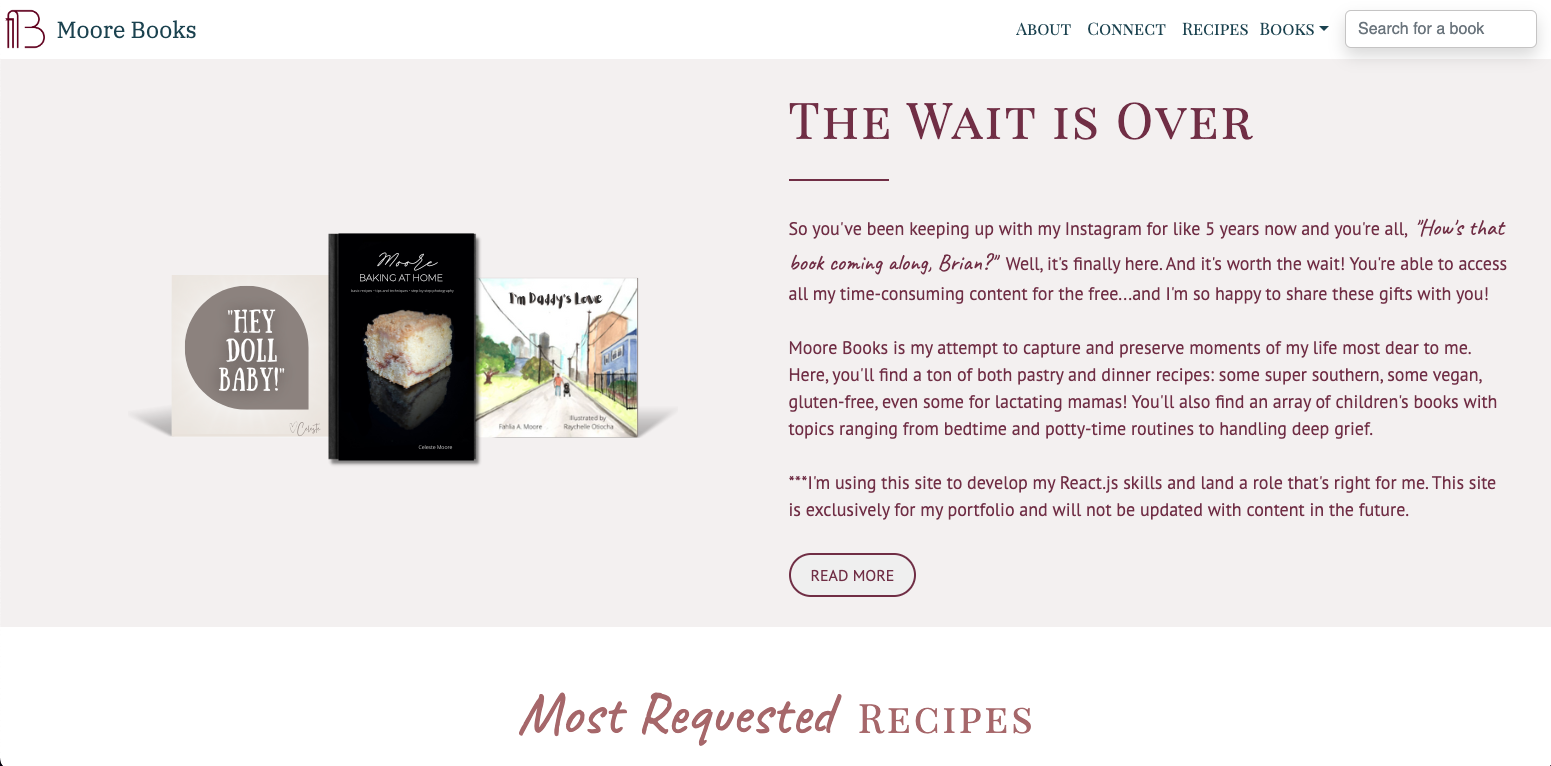 Moore Books
About Connect Recipes Books
Search for a book
The Wait is Over
So you've been keeping up with my Instagram for like 5 years now and you're all, "How's that
book coming along, Brian?" Well, it's finally here. And it's worth the wait! You're able to access
all my time-consuming content for the free...and I'm so happy to share these gifts with you!
Moore Books is my attempt to capture and preserve moments of my life most dear to me.
Here, you'll find a ton of both pastry and dinner recipes: some super southern, some vegan,
gluten-free, even some for lactating mamas! You'll also find an array of children's books with
topics ranging from bedtime and potty-time routines to handling deep grief.
***I'm using this site to develop my React.js skills and land a role that's right for me. This site
is exclusively for my portfolio and will not be updated with content in the future.
READ MORE
"HEY
DOLL
BABY!"
Celeste
Moore
BAKING AT HOME
basic recipes • tips and techniques • step by step photography
Celeste Moore
I'm Daddy's Love
Fahlia A. Moore
Illustrated by
Raychelle Otiocha
Most Requested Recipes